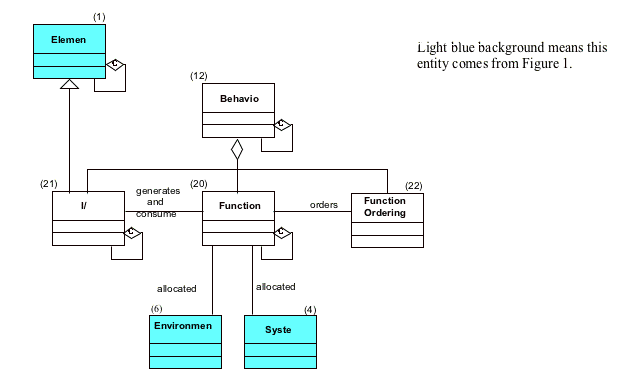 (1)
Elemen
C
Light blue background means this
entity comes from Figure 1.
(12)
Behavio
C
(21)
I/
C
generates
and
consume
(20)
Function
C
orders
(22)
Function
Ordering
allocated
allocated
(6)
Environmen
(4)
Syste